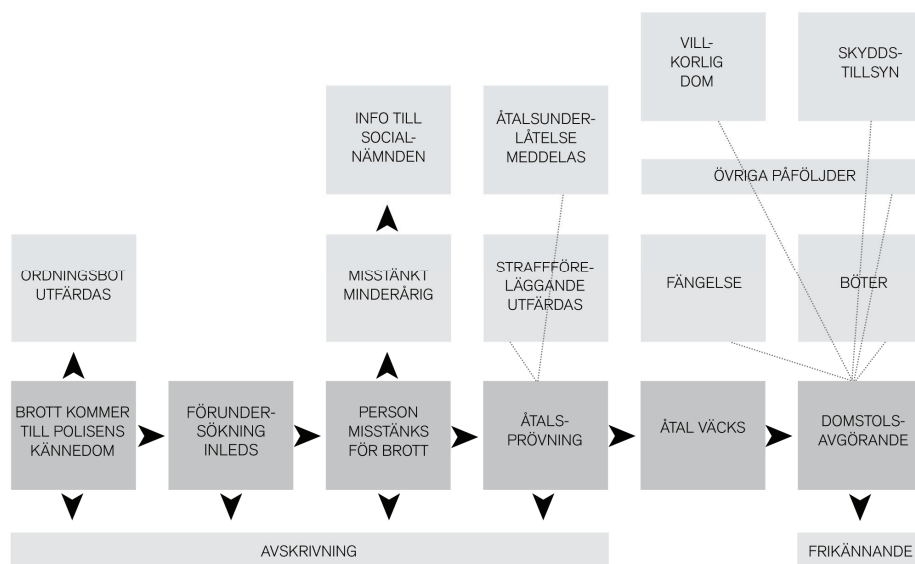 VILL-
KORLIG
DOM
SKYDDS-
TILLSYN
INFO TILL
SOCIAL-
NÄMNDEN
ÅTALSUNDER-
LÅTELSE
MEDDELAS
ÖVRIGA PÅFÖLJDER
ORDNINGSBOT
UTFÄRDAS
MISSTÄNKT
MINDERÅRIG
STRAFFFÖRE-
LÄGGANDE
UTFÄRDAS
FÄNGELSE
BÖTER
BROTT KOMMER
TILL POLISENS
KÄNNEDOM
FÖRUNDER-
SÖKNING
INLEDS
PERSON
MISSTÄNKS
FÖR BROTT
ÅTALS-
PRÖVNING
ÅTAL VÄCKS
DOMSTOLS-
AVGÖRANDE
AVSKRIVNING
FRIKÄNNANDE